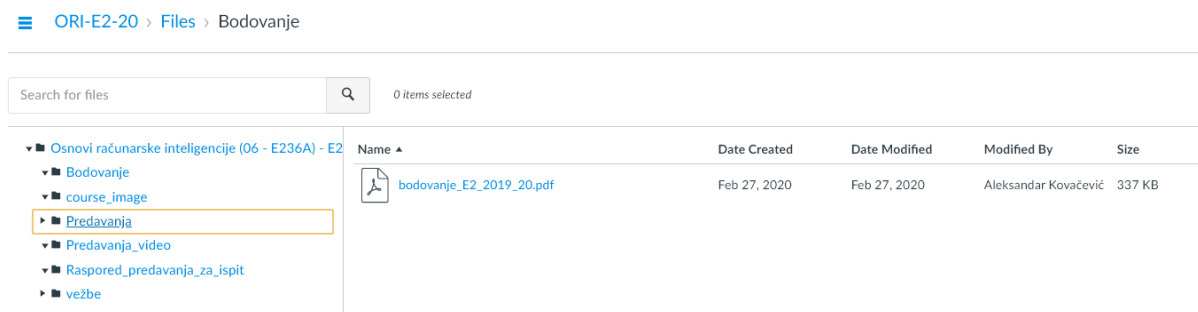 ORI-E2-20 > Files > Bodovanje
Search for files
0 items selected
Osnovi računarske inteligencije (06 - E236A) - E2
Bodovanje
course_image
Predavanja
Predavanja_video
Raspored_predavanja_za_ispit
vežbe
Name Date Created Date Modified Modified By Size
bodovanje_E2_2019_20.pdf Feb 27, 2020 Feb 27, 2020 Aleksandar Kovačević 337 KB